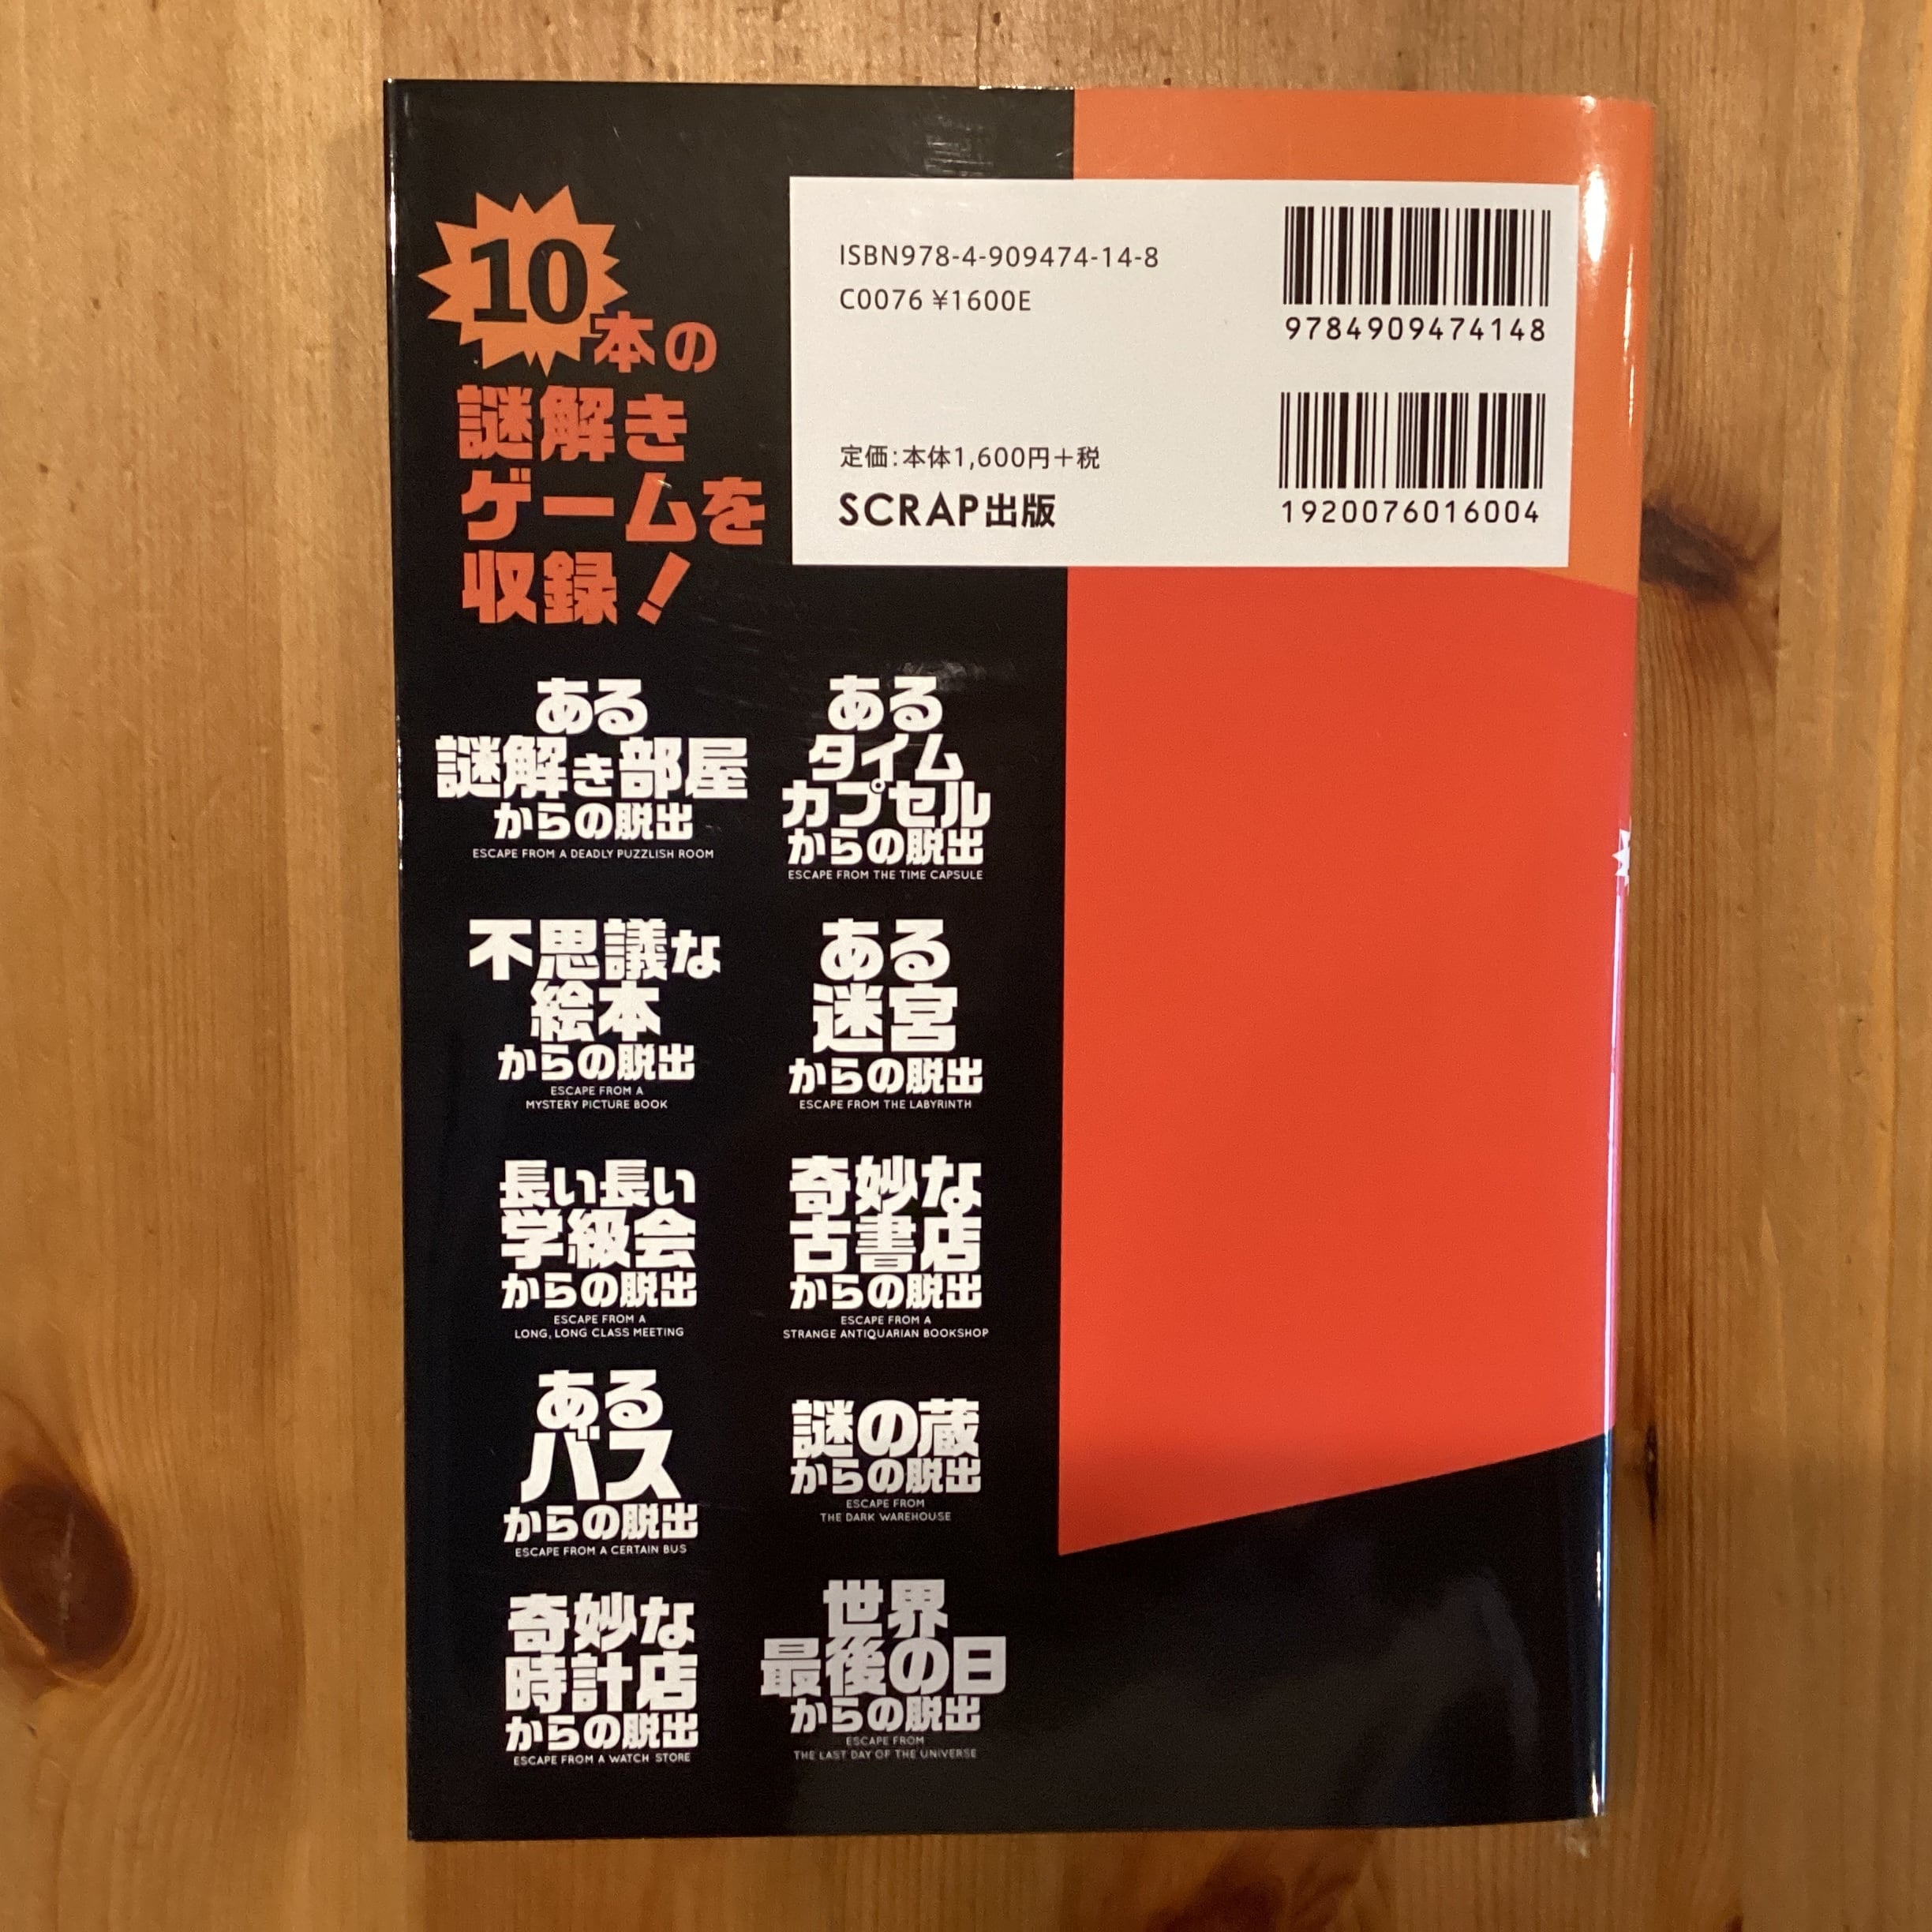 10本の
謎解き
ゲームを
収録!
ISBN978-4-909474-14-8
C0076 ¥1600E
定価:本体1,600円+税
SCRAP出版
9784909474148
1920076016004
ある
謎解き部屋
からの脱出
ESCAPE FROM A DEADLY PUZZLISH ROOM
ある
タイム
カプセル
からの脱出
ESCAPE FROM THE TIME CAPSULE
不思議な
絵本
からの脱出
ESCAPE FROM A
MYSTERY PICTURE BOOK
ある
迷宮
からの脱出
ESCAPE FROM THE LABYRINTH
長い長い
学級会
からの脱出
ESCAPE FROM A
LONG, LONG CLASS MEETING
奇妙な
古書店
からの脱出
ESCAPE FROM A
STRANGE ANTIQUARIAN BOOKSHOP
ある
バス
からの脱出
ESCAPE FROM A CERTAIN BUS
謎の蔵
からの脱出
ESCAPE FROM
THE DARK WAREHOUSE
奇妙な
時計店
からの脱出
ESCAPE FROM A WATCH STORE
世界
最後の日
からの脱出
ESCAPE FROM
THE LAST DAY OF THE UNIVERSE